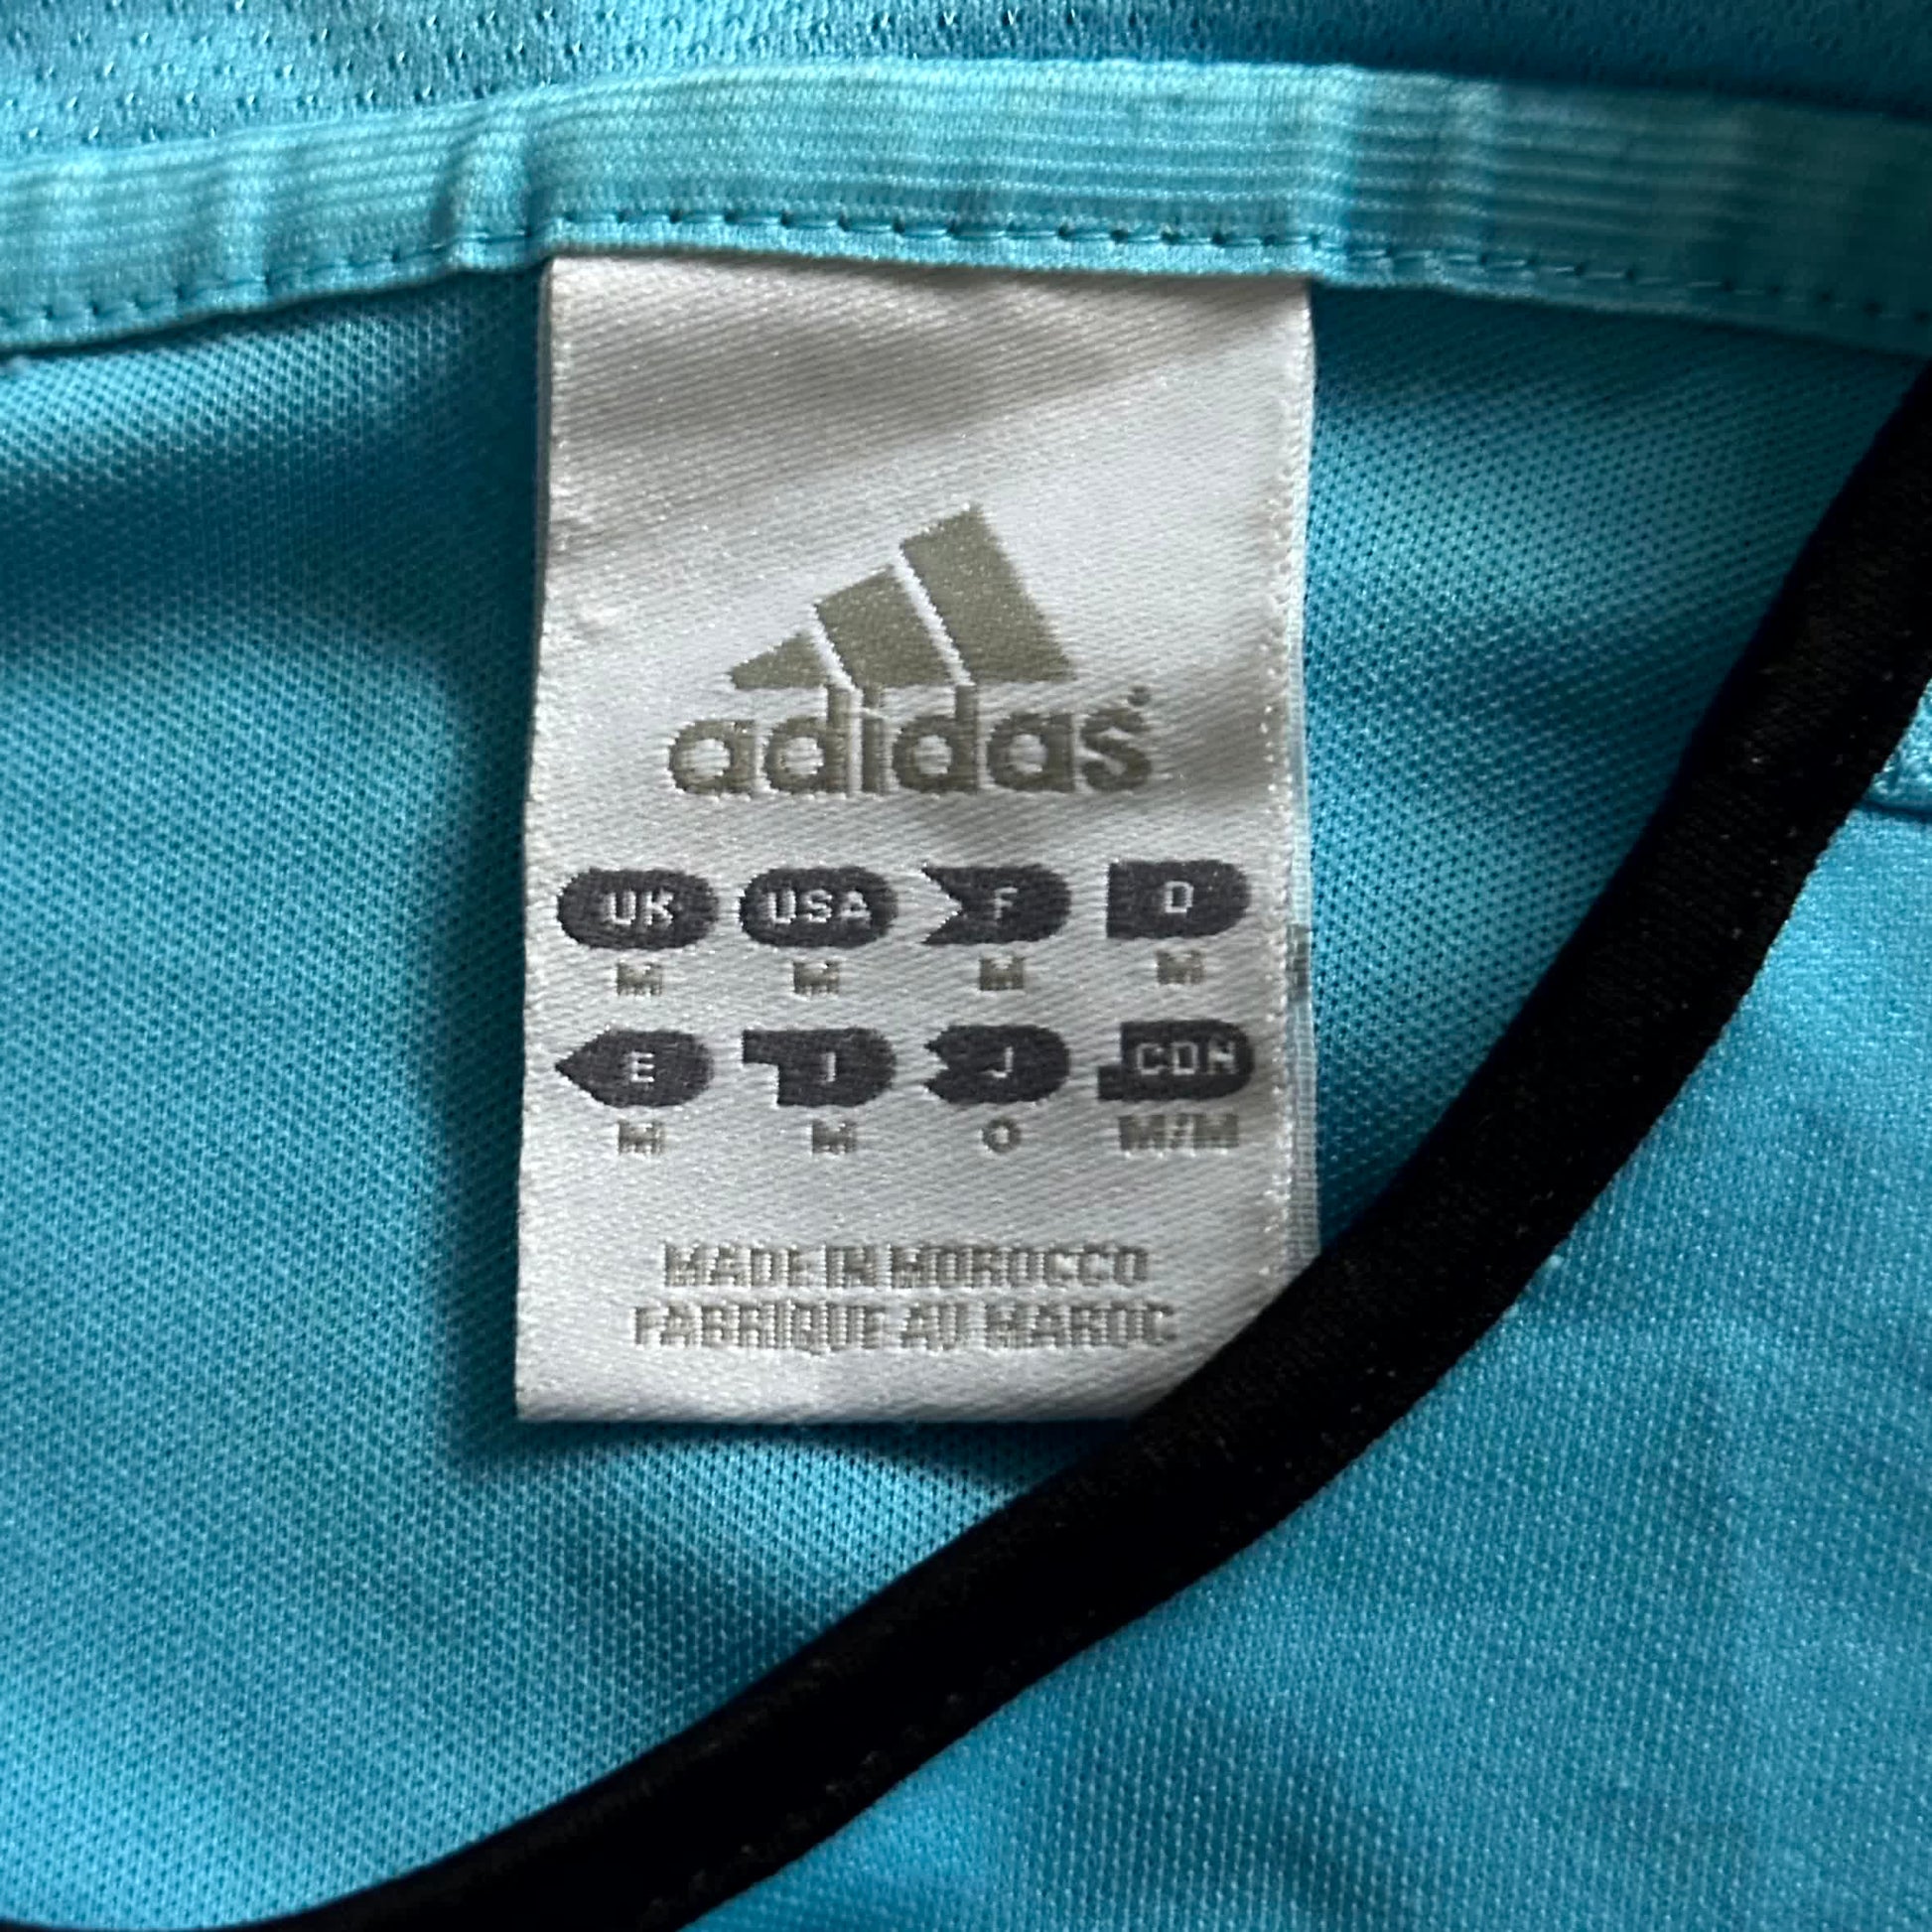 adidas®
UK USA F D
M M M M
E I J CDN
M M O M/M
MADE IN MOROCCO
FABRIQUE AU MAROC